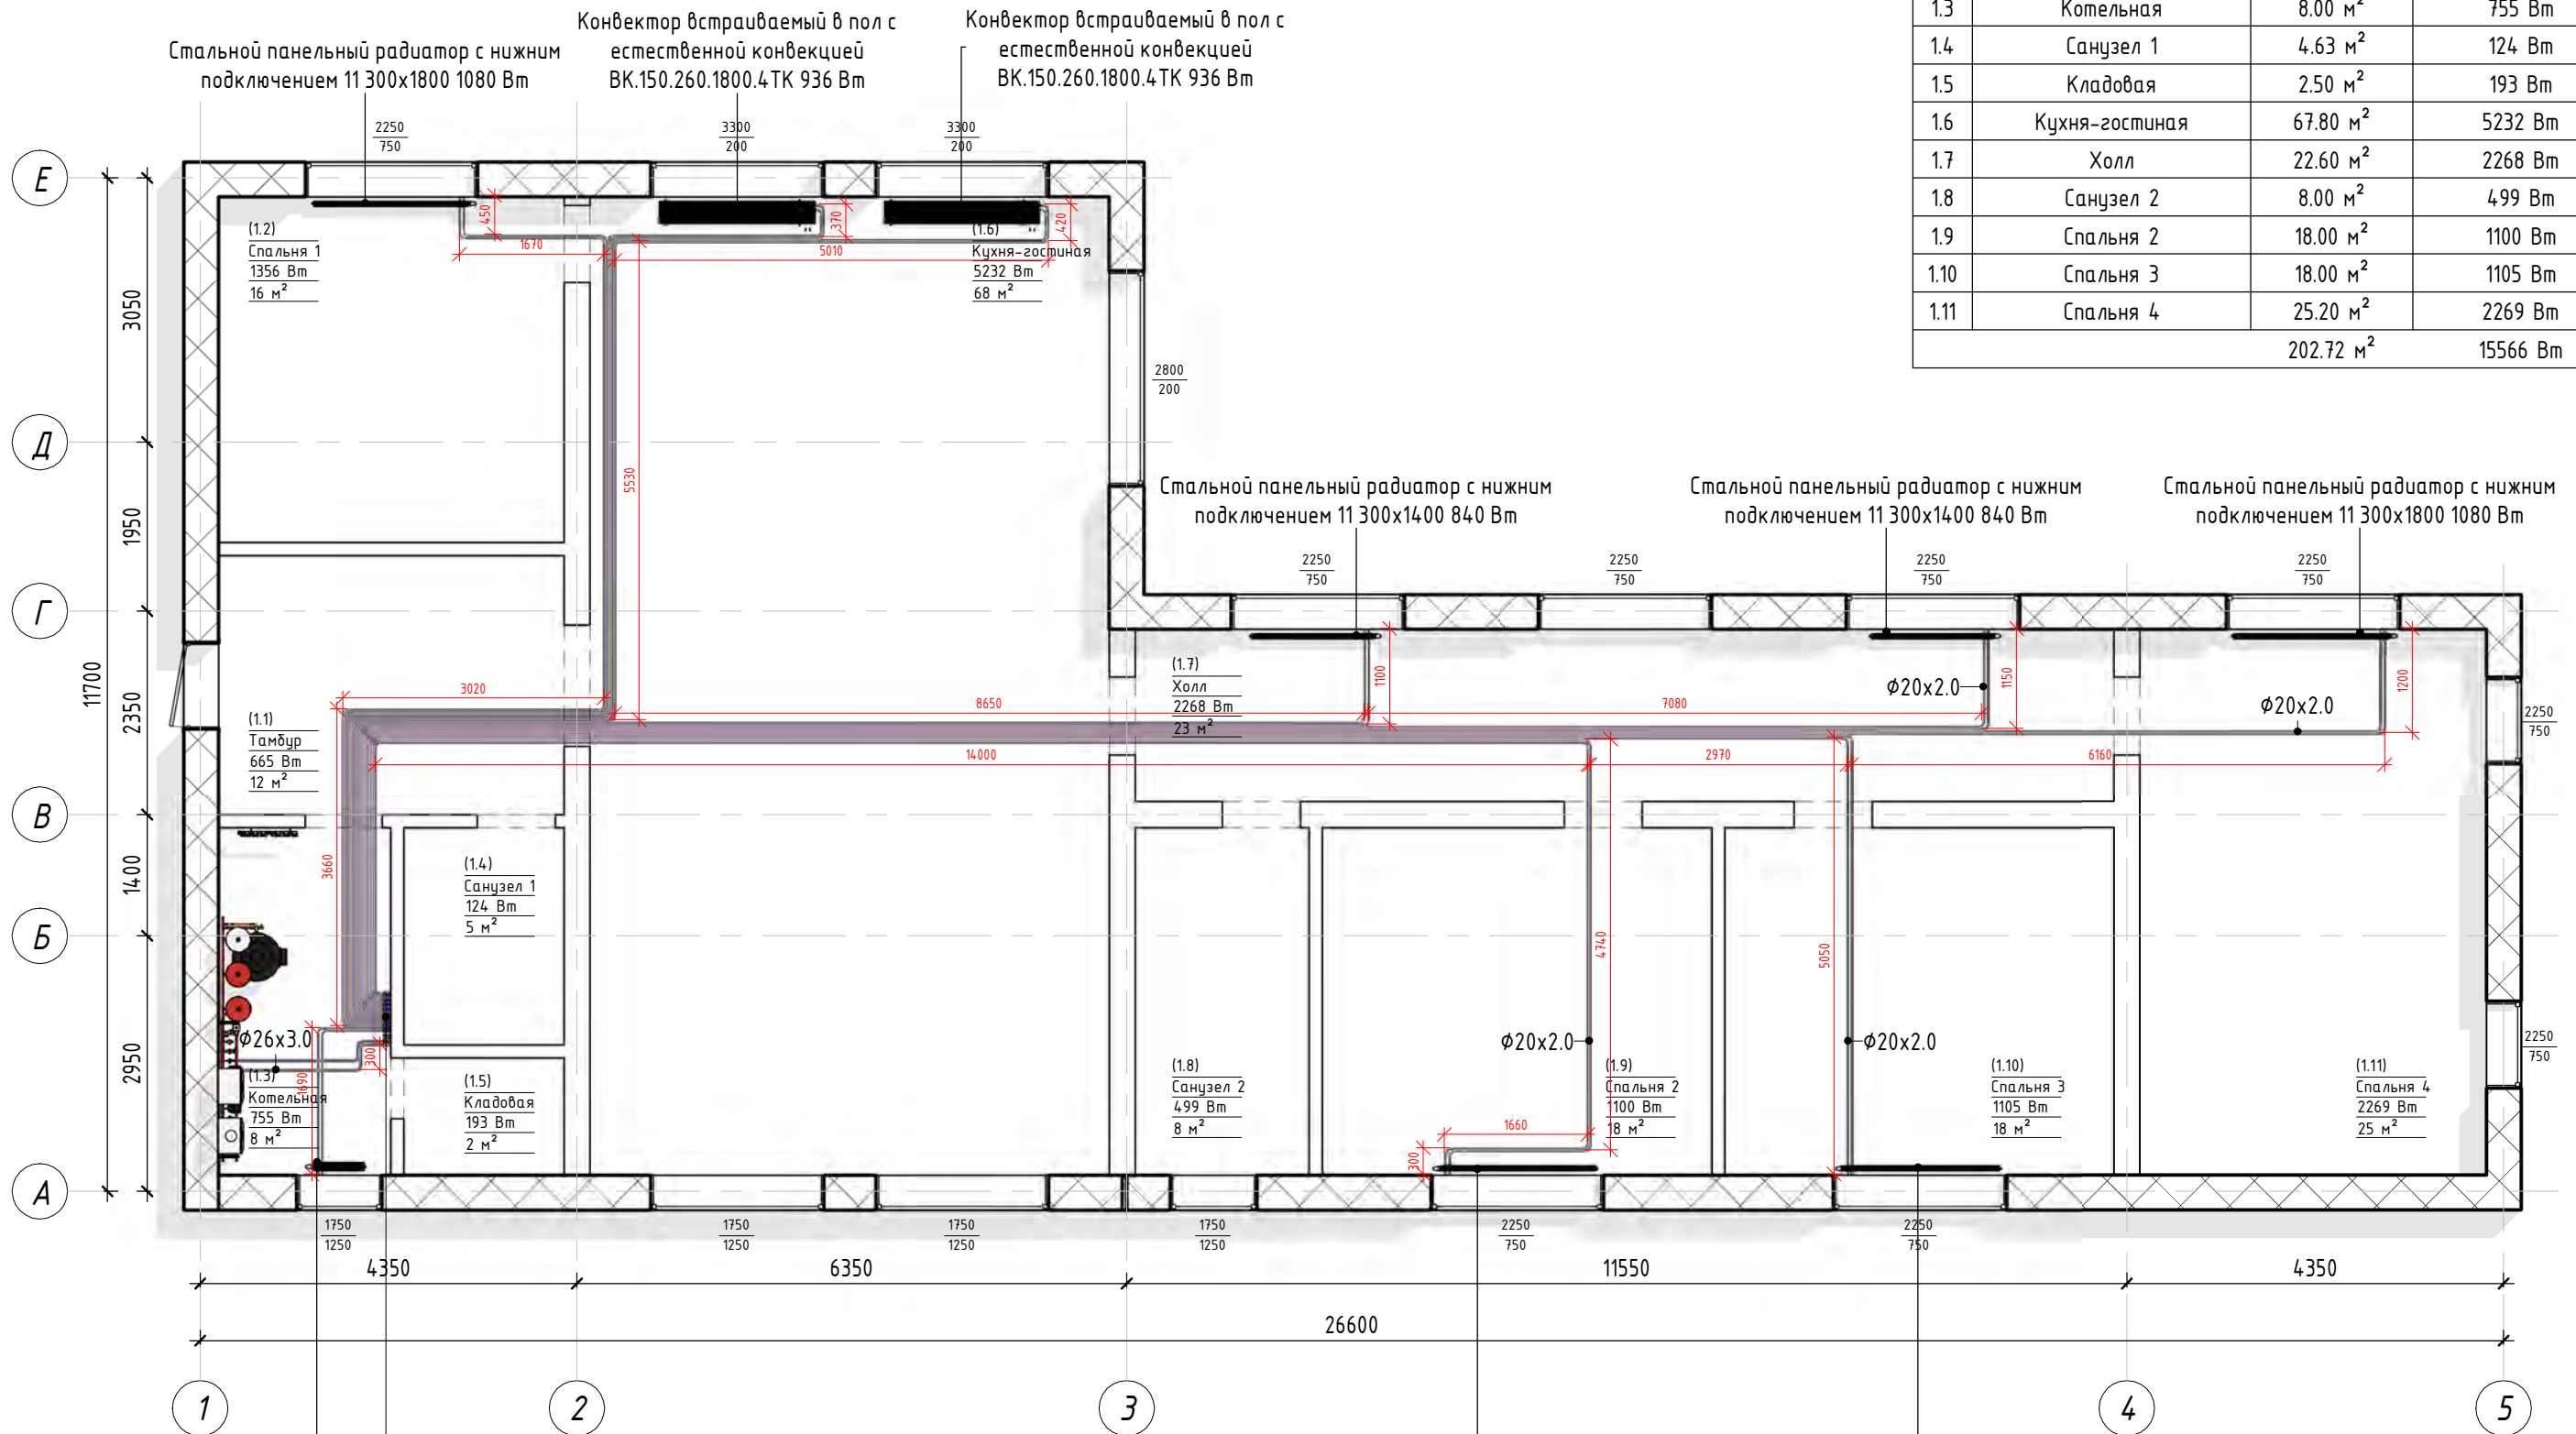 Стальной панельный радиатор с нижним
подключением 11 300х1800 1080 Вт
Конвектор встраиваемый в пол с
естественной конвекцией
ВК.150.260.1800.4ТК 936 Вт
Конвектор встраиваемый в пол с
естественной конвекцией
ВК.150.260.1800.4ТК 936 Вт
1.3 Котельная 8.00 м² 755 Вт
1.4 Санузел 1 4.63 м² 124 Вт
1.5 Кладовая 2.50 м² 193 Вт
1.6 Кухня-гостиная 67.80 м² 5232 Вт
1.7 Холл 22.60 м² 2268 Вт
1.8 Санузел 2 8.00 м² 499 Вт
1.9 Спальня 2 18.00 м² 1100 Вт
1.10 Спальня 3 18.00 м² 1105 Вт
1.11 Спальня 4 25.20 м² 2269 Вт
202.72 м² 15566 Вт
2250
750
3300
200
3300
200
Е
Д
Г
В
Б
А
11700
3050
1950
2350
1400
2950
(1.2)
Спальня 1
1356 Вт
16 м²
450
1670
370
420
5010
(1.6)
Кухня-гостиная
5232 Вт
68 м²
5530
2800
200
Стальной панельный радиатор с нижним
подключением 11 300х1400 840 Вт
Стальной панельный радиатор с нижним
подключением 11 300х1400 840 Вт
Стальной панельный радиатор с нижним
подключением 11 300х1800 1080 Вт
2250
750
2250
750
2250
750
2250
750
(1.7)
Холл
2268 Вт
23 м²
1100
1150
1200
Ф20х2.0
Ф20х2.0
3020
8650
7080
14000
2970
6160
2250
750
(1.1)
Тамбур
665 Вт
12 м²
3660
(1.4)
Санузел 1
124 Вт
5 м²
4740
5050
Ф26х3.0
300
1690
(1.3)
Котельная
755 Вт
8 м²
(1.5)
Кладовая
193 Вт
2 м²
(1.8)
Санузел 2
499 Вт
8 м²
Ф20х2.0
Ф20х2.0
(1.9)
Спальня 2
1100 Вт
18 м²
(1.10)
Спальня 3
1105 Вт
18 м²
(1.11)
Спальня 4
2269 Вт
25 м²
2250
750
1660
300
1750
1250
1750
1250
1750
1250
1750
1250
2250
750
2250
750
4350
6350
11550
4350
26600
1
2
3
4
5